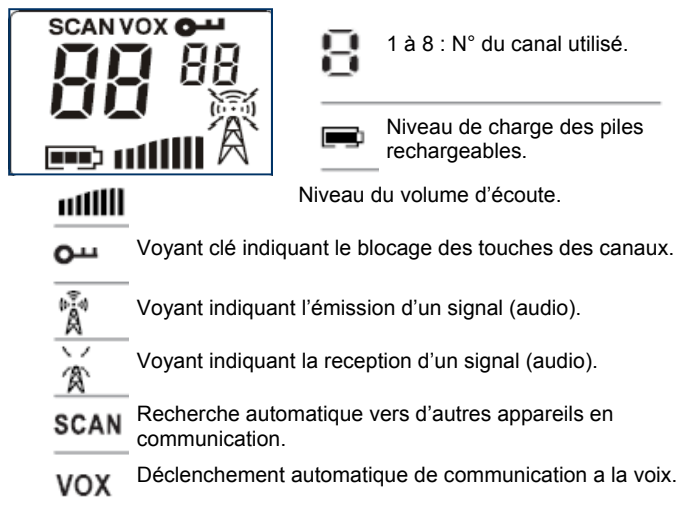 SCAN VOX
88 88
8 1 à 8 : N° du canal utilisé.
Niveau de charge des piles
rechargeables.
Niveau du volume d’écoute.
Voyant clé indiquant le blocage des touches des canaux.
Voyant indiquant l’émission d’un signal (audio).
Voyant indiquant la reception d’un signal (audio).
SCAN Recherche automatique vers d’autres appareils en
communication.
VOX Déclenchement automatique de communication a la voix.